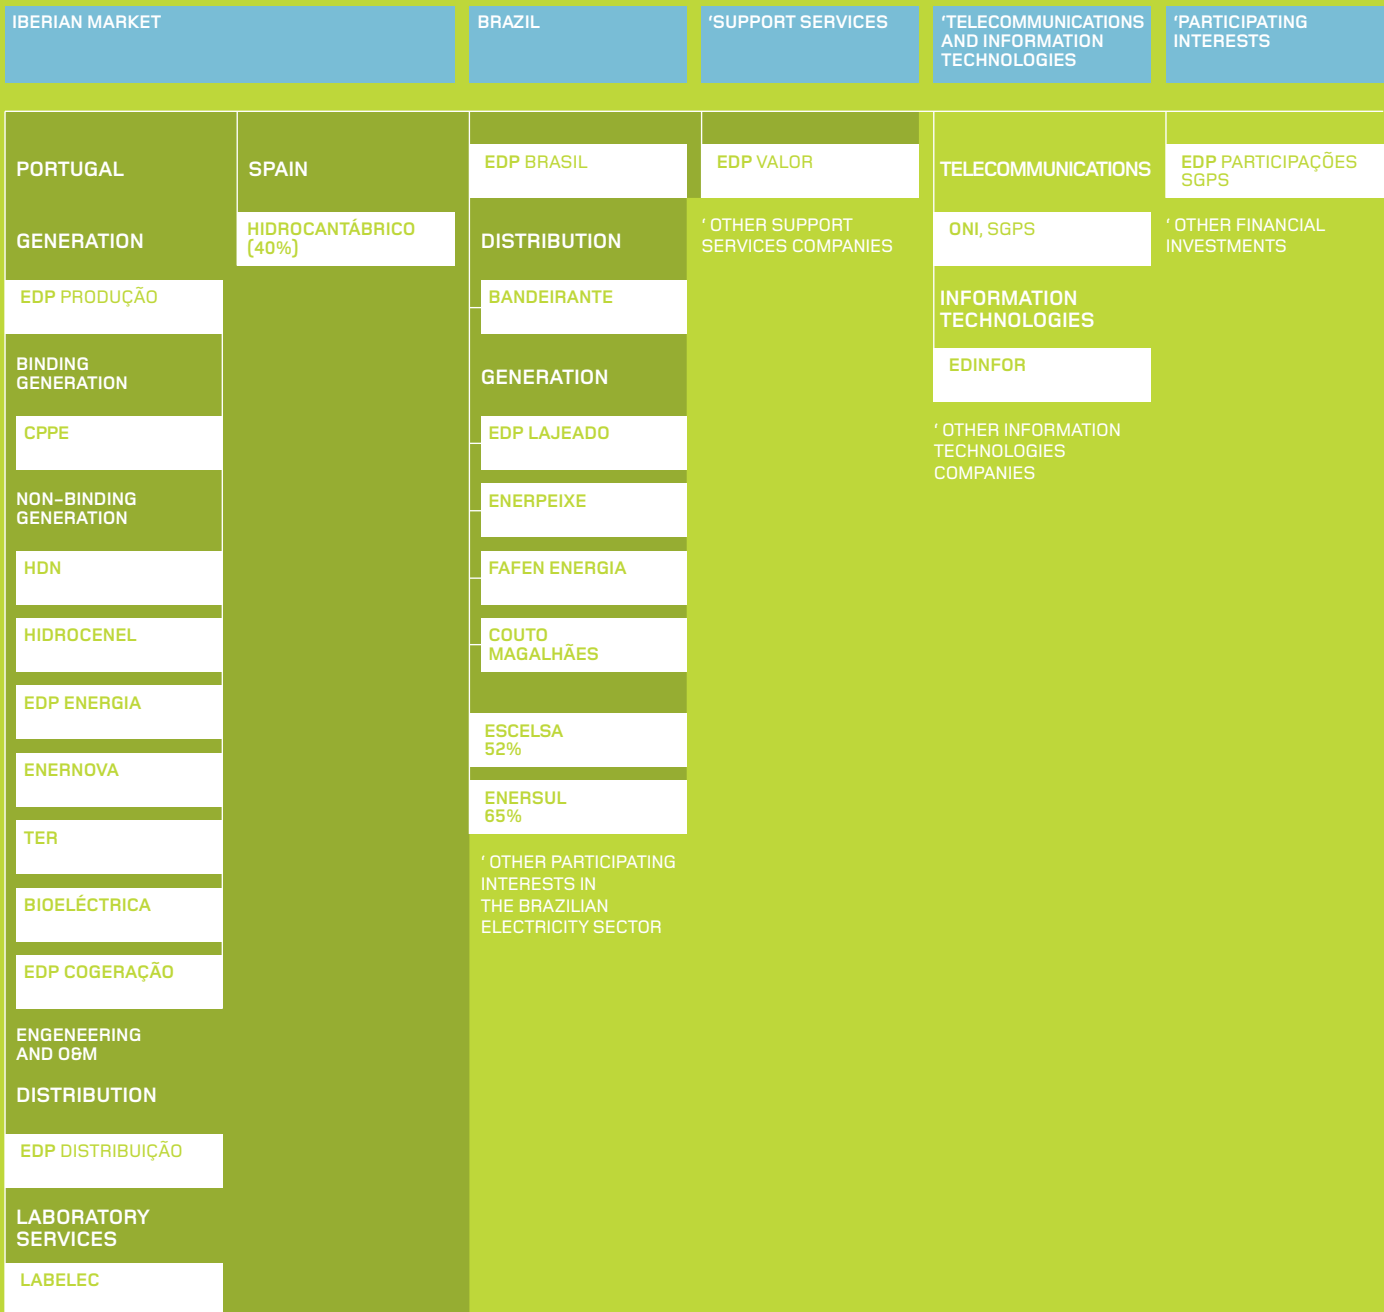 IBERIAN MARKET
BRAZIL
‘SUPPORT SERVICES
‘TELECOMMUNICATIONS
AND INFORMATION
TECHNOLOGIES
‘PARTICIPATING
INTERESTS
PORTUGAL
GENERATION
EDP PRODUÇÃO
BINDING
GENERATION
CPPE
NON-BINDING
GENERATION
HDN
HIDROCENEL
EDP ENERGIA
ENERNOVA
TER
BIOELÉCTRICA
EDP COGERAÇÃO
ENGENEERING
AND O&M
DISTRIBUTION
EDP DISTRIBUIÇÃO
LABORATORY
SERVICES
LABELEC
SPAIN
HIDROCANTÁBRICO
(40%)
EDP BRASIL
DISTRIBUTION
BANDEIRANTE
GENERATION
EDP LAJEADO
ENERPEIXE
FAFEN ENERGIA
COUTO
MAGALHÃES
ESCELSA
52%
ENERSUL
65%
‘ OTHER PARTICIPATING
INTERESTS IN
THE BRAZILIAN
ELECTRICITY SECTOR
EDP VALOR
‘ OTHER SUPPORT
SERVICES COMPANIES
TELECOMMUNICATIONS
ONI, SGPS
INFORMATION
TECHNOLOGIES
EDINFOR
‘ OTHER INFORMATION
TECHNOLOGIES
COMPANIES
EDP PARTICIPAÇÕES
SGPS
‘ OTHER FINANCIAL
INVESTMENTS